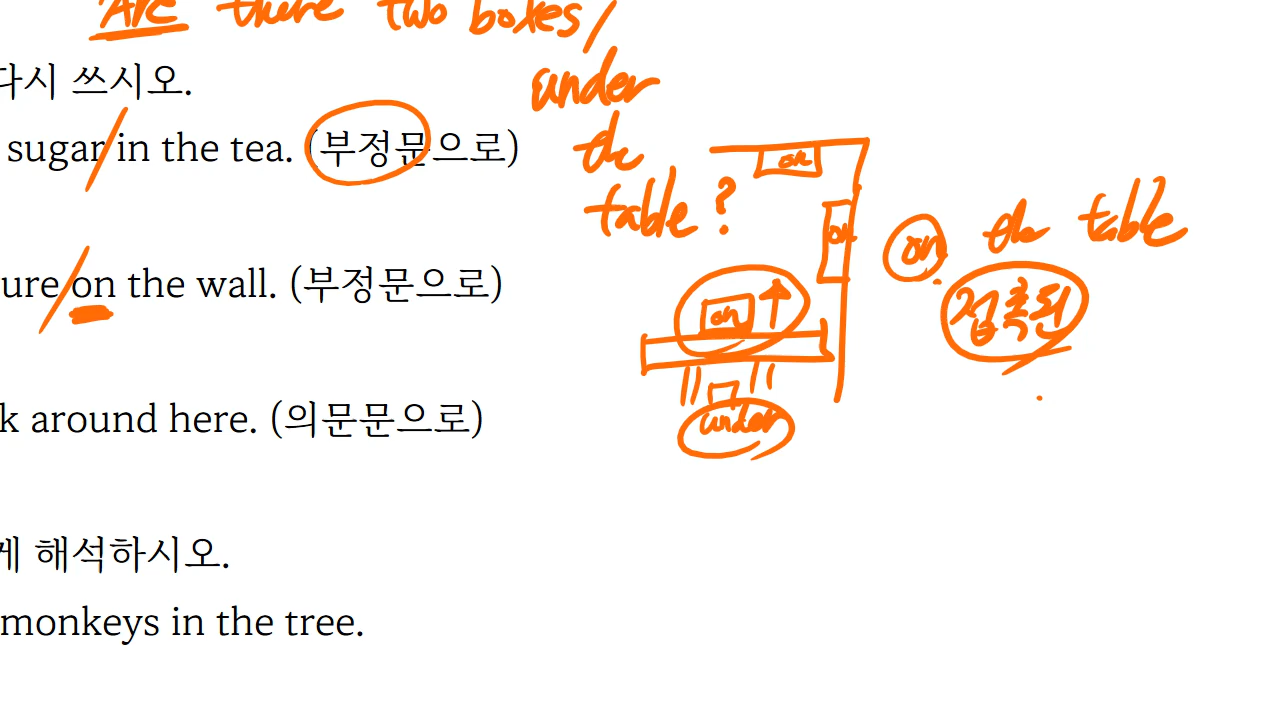 Are there two boxes/
under
the
table?
다시 쓰시오.
sugar/in the tea. (부정문으로)
on
on
on the table
ure/on the wall. (부정문으로)
접촉된
on
under
k around here. (의문문으로)
게 해석하시오.
monkeys in the tree.